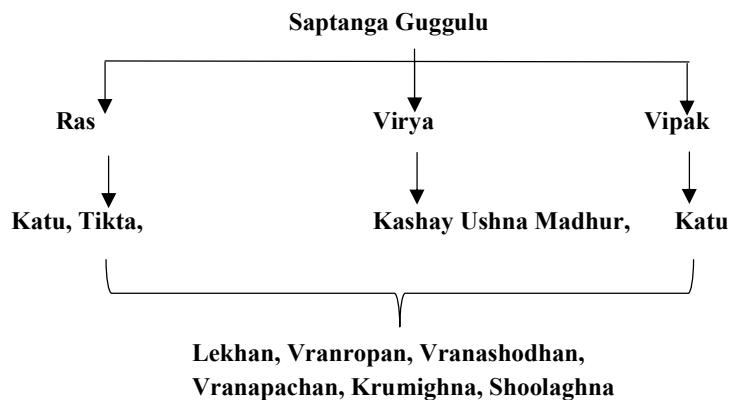 Saptanga Guggulu
Ras Virya Vipak
Katu, Tikta, Kashay Ushna Madhur, Katu
Lekhan, Vranropan, Vranashodhan,
Vranapachan, Krumighna, Shoolaghna